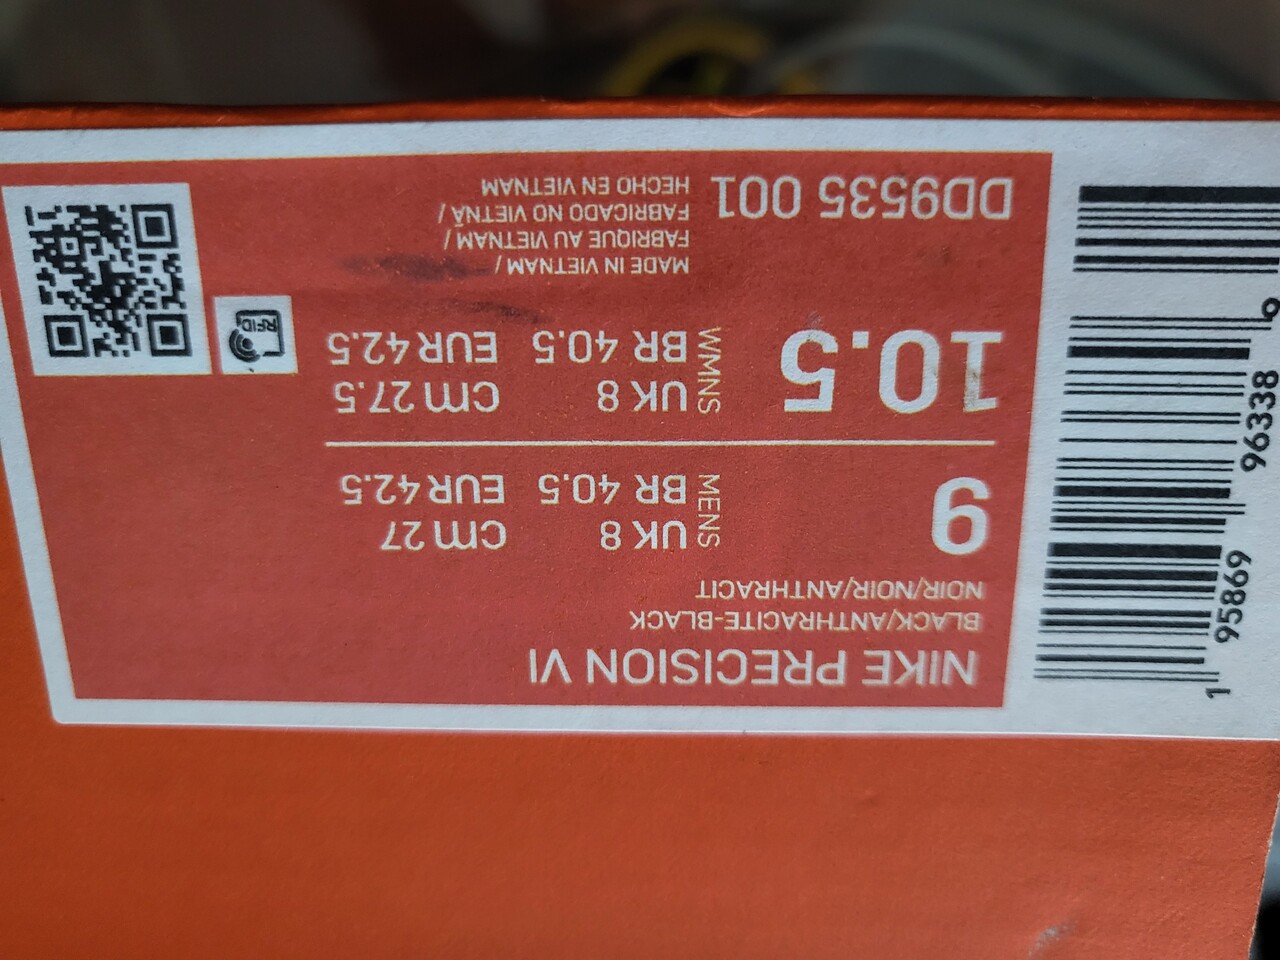 NIKE PRECISION VI
BLACK/ANTHRACITE-BLACK
NOIR/NOIR/ANTHRACIT
9
MENS
UK 8 cm 27
BR 40.5 EUR 42.5
10.5
WMNS
UK 8 cm 27.5
BR 40.5 EUR 42.5
DD9535 001
MADE IN VIETNAM /
FABRIQUE AU VIETNAM /
FABRICADO NO VIETNÃ /
HECHO EN VIETNAM
RFID
1 95869 96338 9